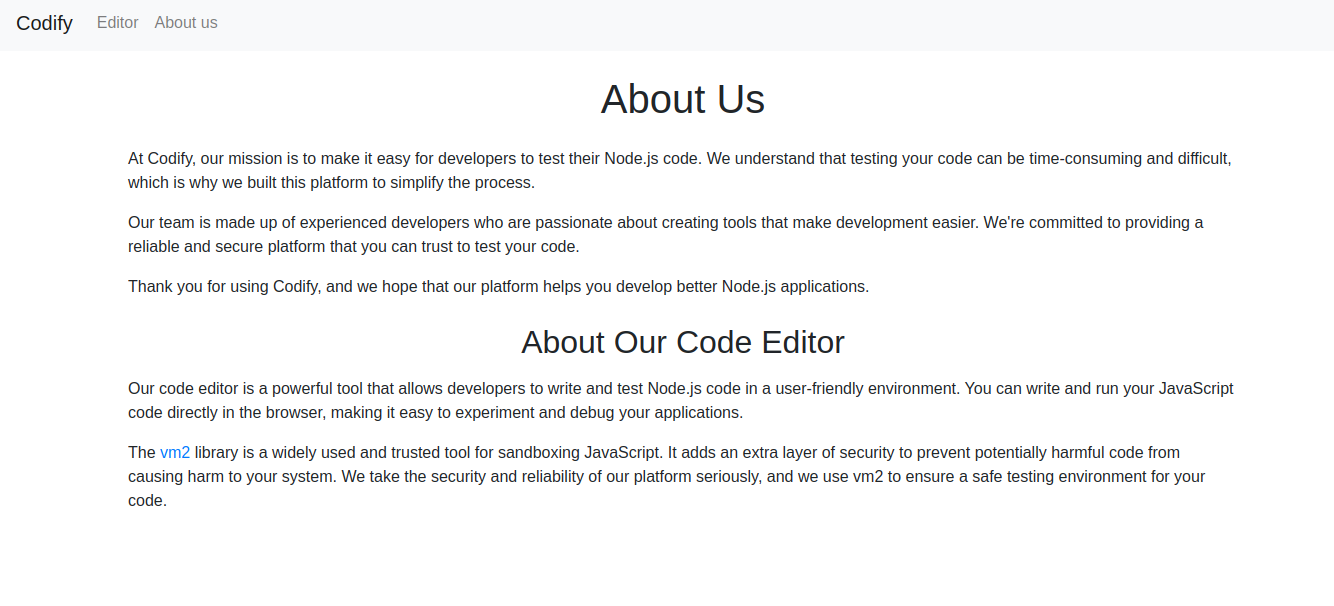 Codify Editor About us
About Us
At Codify, our mission is to make it easy for developers to test their Node.js code. We understand that testing your code can be time-consuming and difficult,
which is why we built this platform to simplify the process.
Our team is made up of experienced developers who are passionate about creating tools that make development easier. We're committed to providing a
reliable and secure platform that you can trust to test your code.
Thank you for using Codify, and we hope that our platform helps you develop better Node.js applications.
About Our Code Editor
Our code editor is a powerful tool that allows developers to write and test Node.js code in a user-friendly environment. You can write and run your JavaScript
code directly in the browser, making it easy to experiment and debug your applications.
The vm2 library is a widely used and trusted tool for sandboxing JavaScript. It adds an extra layer of security to prevent potentially harmful code from
causing harm to your system. We take the security and reliability of our platform seriously, and we use vm2 to ensure a safe testing environment for your
code.